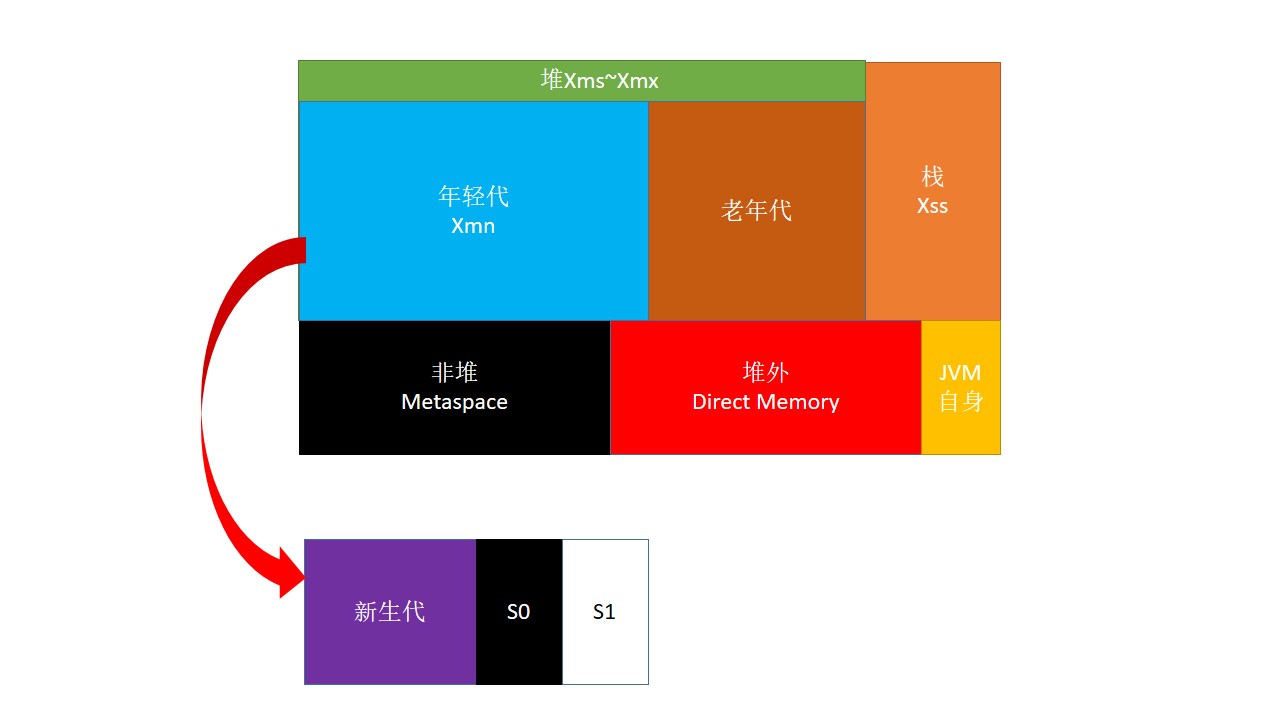 堆Xms~Xmx
年轻代
Xmn
老年代
栈
Xss
非堆
Metaspace
堆外
Direct Memory
JVM
自身
新生代
S0
S1